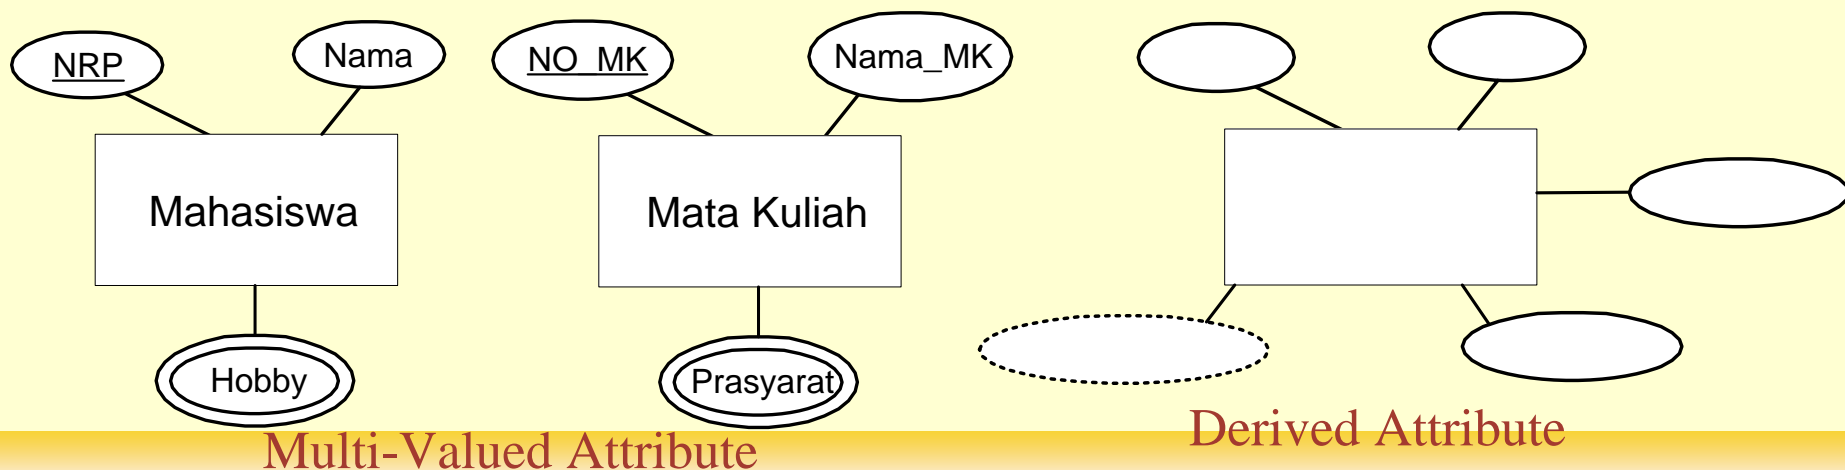 NRP
Nama
Mahasiswa
Hobby
NO_MK
Nama_MK
Mata Kuliah
Prasyarat
Multi-Valued Attribute
Derived Attribute